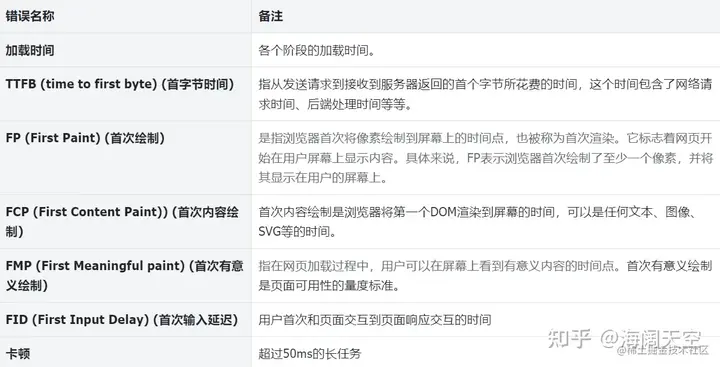 错误名称
备注
加载时间
各个阶段的加载时间。
TTFB (time to first byte) (首字节时间)
指从发送请求到接收到服务器返回的首个字节所花费的时间，这个时间包含了网络请
求时间、后端处理时间等等。
FP (First Paint) (首次绘制)
是指浏览器首次将像素绘制到屏幕上的时间点，也被称为首次渲染。它标志着网页开
始在用户屏幕上显示内容。具体来说，FP表示浏览器首次绘制了至少一个像素，并将
其显示在用户的屏幕上。
FCP (First Content Paint)) (首次内容绘
制)
首次内容绘制是浏览器将第一个DOM渲染到屏幕的时间，可以是任何文本、图像、
SVG等的时间。
FMP (First Meaningful paint) (首次有意
义绘制)
指在网页加载过程中，用户可以在屏幕上看到有意义内容的时间点。首次有意义绘制
是页面可用性的量度标准。
FID (First Input Delay) (首次输入延迟)
用户首次和页面交互到页面响应交互的时间
卡顿
超过50ms的长任务
知乎 @海阔天空
@稀土掘金技术社区